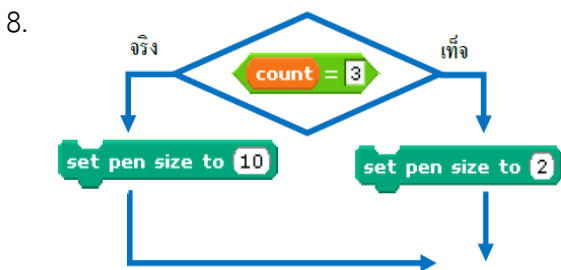 8.
จริง
เท็จ
count = 3
set pen size to 10
set pen size to 2